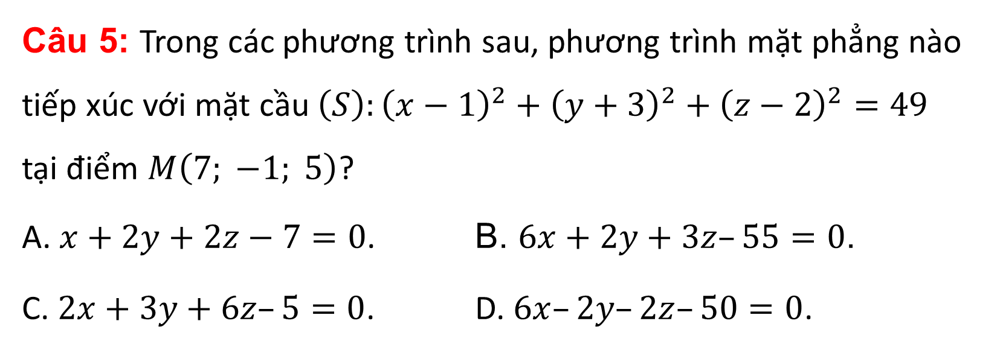 Câu 5: Trong các phương trình sau, phương trình mặt phẳng nào
tiếp xúc với mặt cầu (S): (x − 1)² + (y + 3)² + (z − 2)² = 49
tại điểm M(7; −1; 5)?
A. x + 2y + 2z − 7 = 0. B. 6x + 2y + 3z– 55 = 0.
C. 2x + 3y + 6z– 5 = 0. D. 6x– 2y– 2z– 50 = 0.